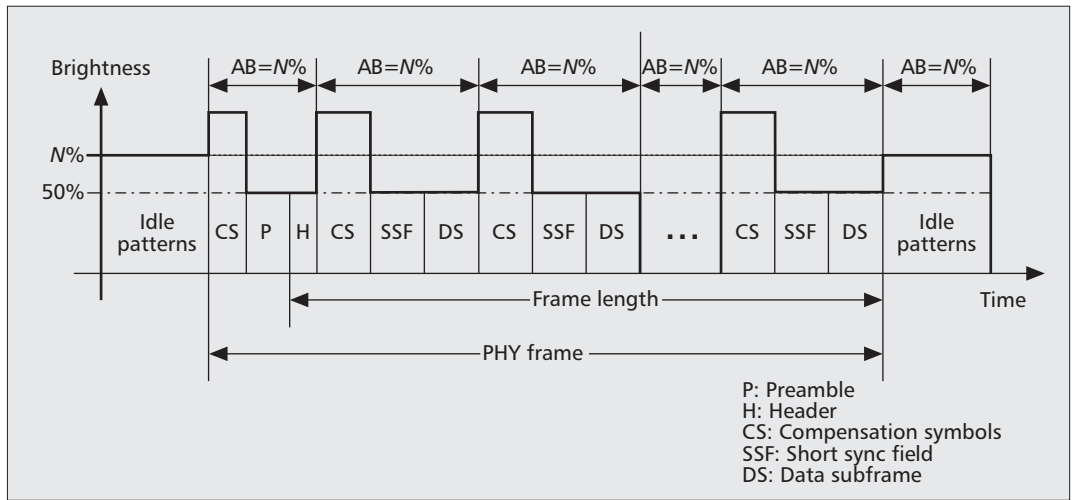 AB=N% AB=N% AB=N% AB=N% AB=N% AB=N%
Brightness
N%
50%
Idle patterns CS P H CS SSF DS CS SSF DS ... CS SSF DS Idle patterns
Frame length
Time
PHY frame
P: Preamble
H: Header
CS: Compensation symbols
SSF: Short sync field
DS: Data subframe